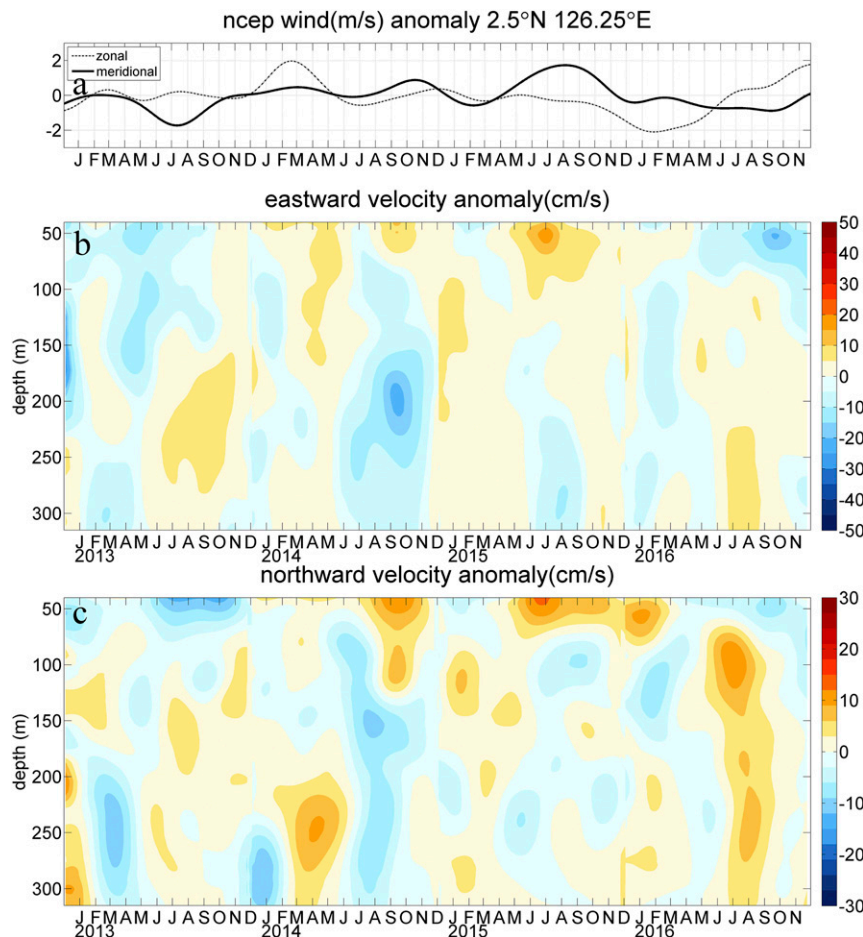 ncep wind(m/s) anomaly 2.5°N 126.25°E
a
zonal
meridional
2
0
-2
J F M A M J J A S O N D J F M A M J J A S O N D J F M A M J J A S O N D J F M A M J J A S O N
eastward velocity anomaly(cm/s)
b
depth (m)
50
100
150
200
250
300
50
40
30
20
10
0
-10
-20
-30
-40
-50
J F M A M J J A S O N D J F M A M J J A S O N D J F M A M J J A S O N D J F M A M J J A S O N
2013 2014 2015 2016
northward velocity anomaly(cm/s)
c
depth (m)
50
100
150
200
250
300
30
20
10
0
-10
-20
-30
J F M A M J J A S O N D J F M A M J J A S O N D J F M A M J J A S O N D J F M A M J J A S O N
2013 2014 2015 2016